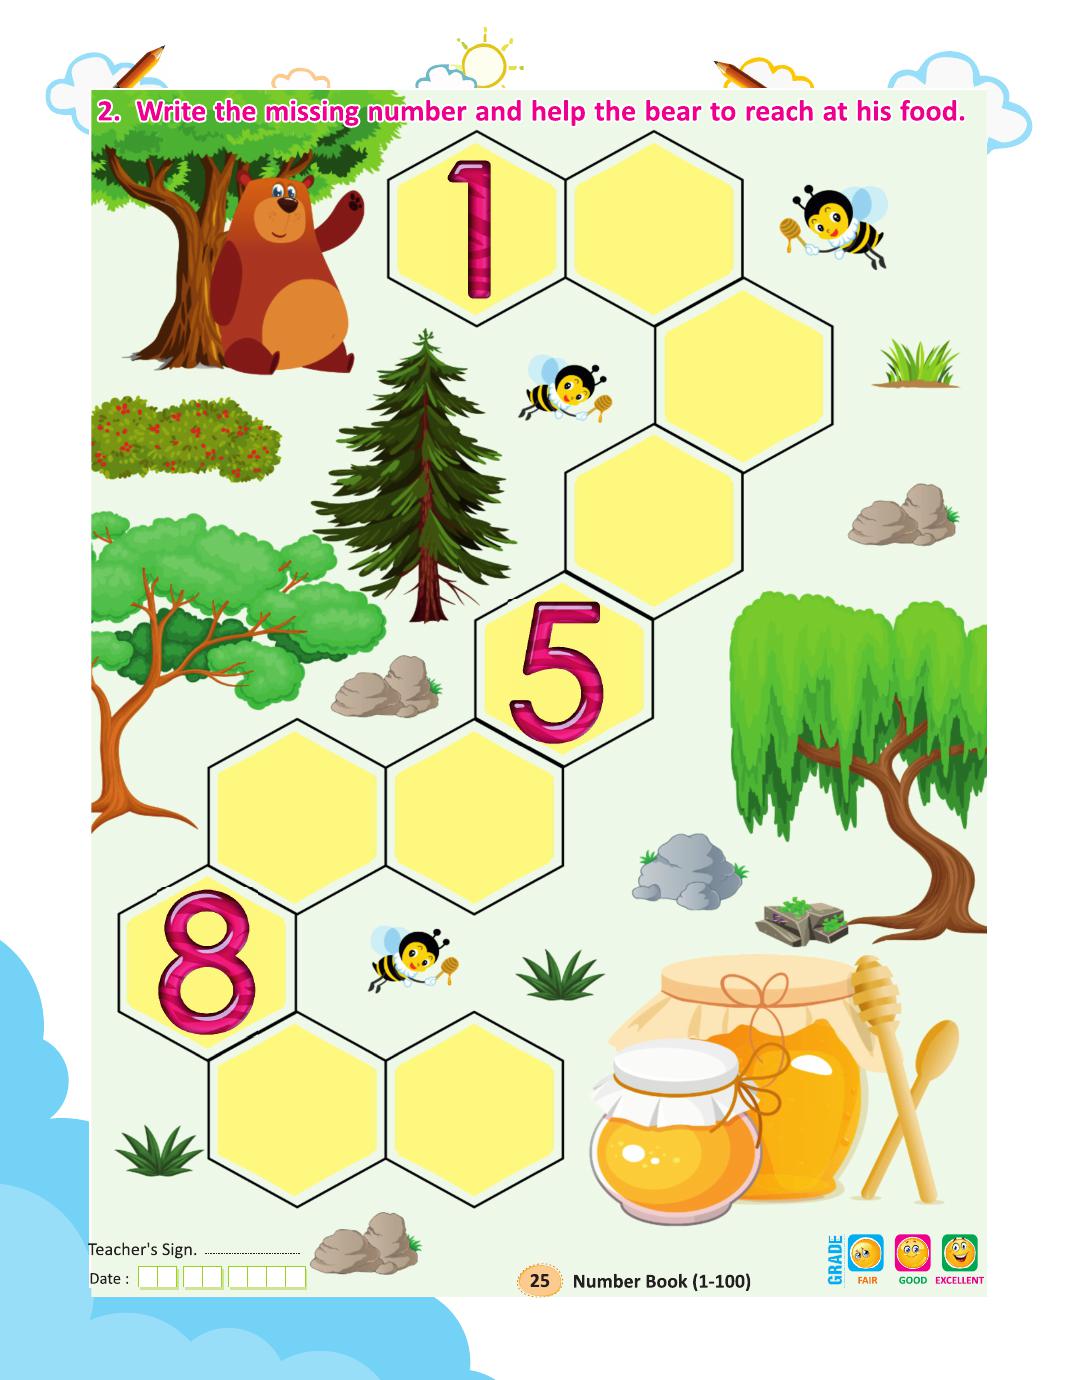 2. Write the missing number and help the bear to reach at his food.
1
5
8
Teacher's Sign.
Date :
25 Number Book (1-100)
GRADE
FAIR GOOD EXCELLENT